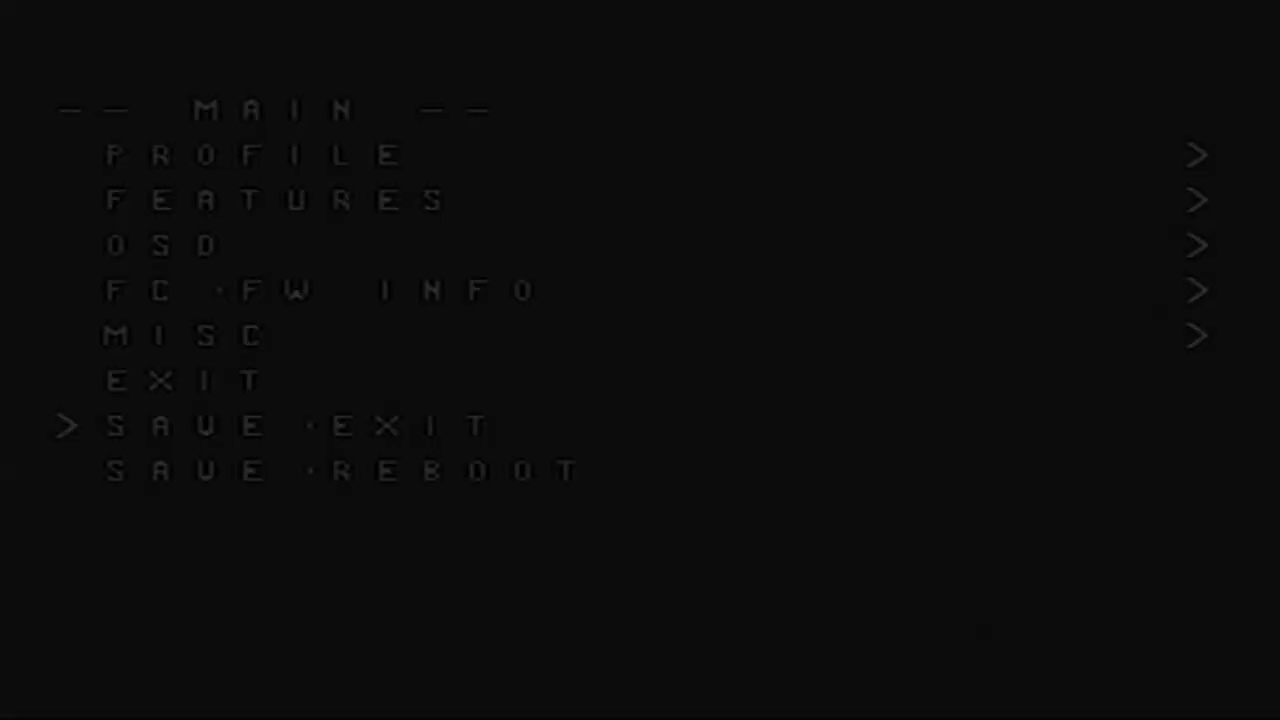 -- MAIN --
PROFILE >
FEATURES >
OSD >
FC·FW INFO >
MISC >
EXIT
>SAVE·EXIT
SAVE·REBOOT